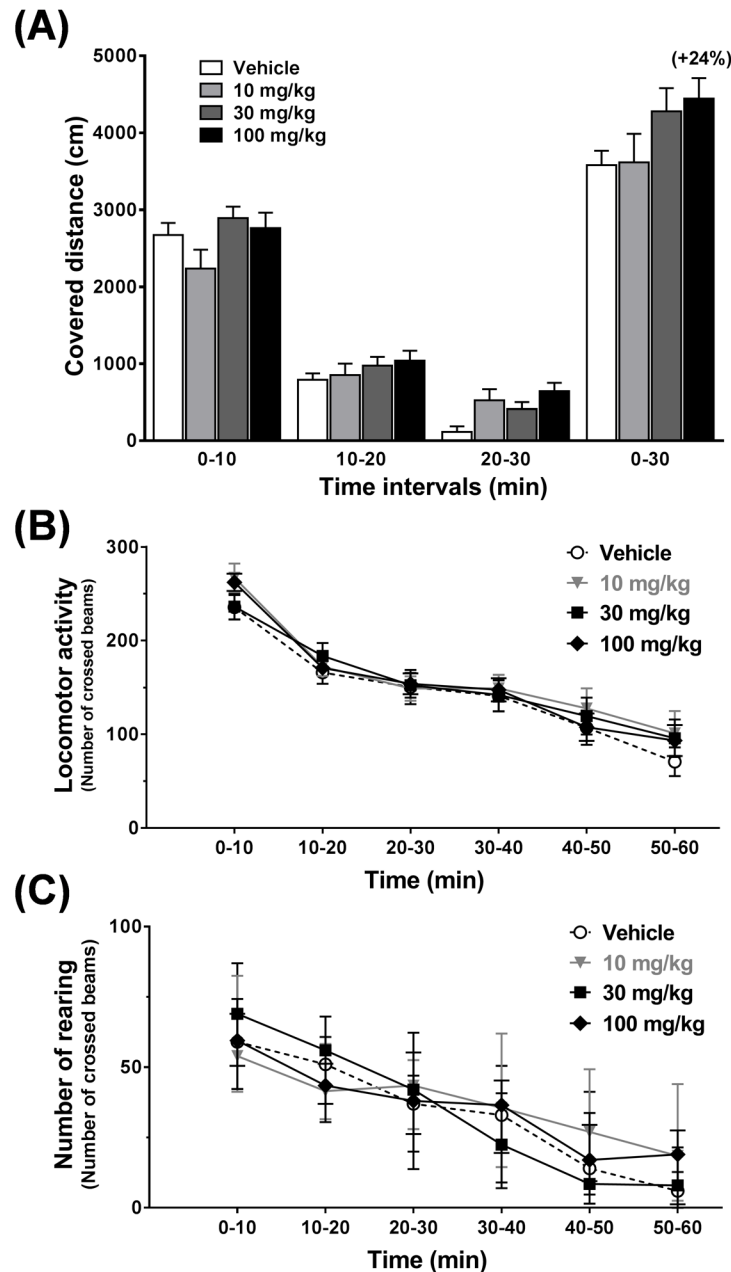 (A)
5000
4000
3000
2000
1000
0
Covered distance (cm)
Vehicle
10 mg/kg
30 mg/kg
100 mg/kg
(+24%)
0-10
10-20
20-30
0-30
Time intervals (min)
(B)
300
200
100
0
Locomotor activity
(Number of crossed beams)
Vehicle
10 mg/kg
30 mg/kg
100 mg/kg
0-10
10-20
20-30
30-40
40-50
50-60
Time (min)
(C)
100
50
0
Number of rearing
(Number of crossed beams)
Vehicle
10 mg/kg
30 mg/kg
100 mg/kg
0-10
10-20
20-30
30-40
40-50
50-60
Time (min)